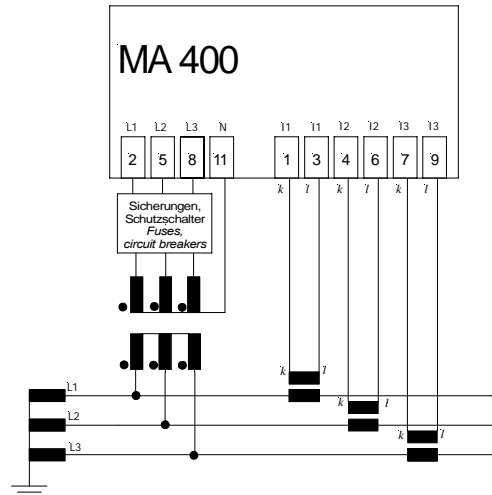 MA 400
L1 L2 L3 N I1 I1 I2 I2 I3 I3
2 5 8 11 1 3 4 6 7 9
k l k l k l
Sicherungen,
Schutzschalter
Fuses,
circuit breakers
k l
L1
k l
L2
k l
L3